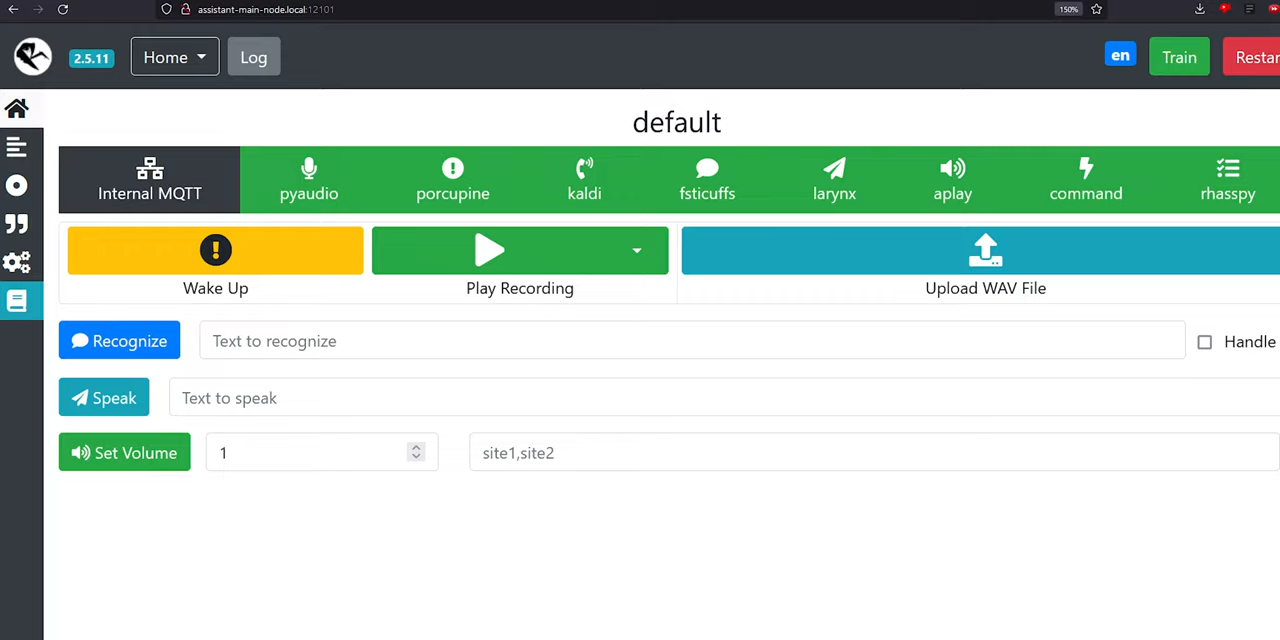 assistant-main-node.local:12101
150%
2.5.11
Home
Log
en
Train
Restar
default
Internal MQTT
pyaudio
porcupine
kaldi
fsticuffs
larynx
aplay
command
rhasspy
Wake Up
Play Recording
Upload WAV File
Recognize
Text to recognize
Handle
Speak
Text to speak
Set Volume
1
site1,site2